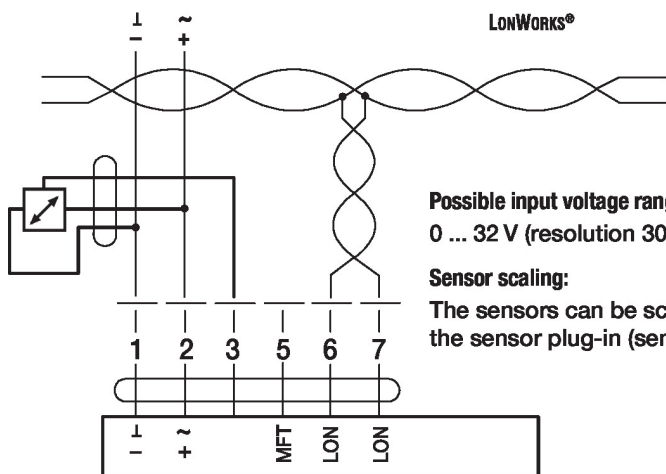 ⊥ ~
– +
LONWORKS®
Possible input voltage rang
0 ... 32 V (resolution 30
Sensor scaling:
The sensors can be sc
the sensor plug-in (sen
1 2 3 5 6 7
⊥ ~ MFT LON LON
– +